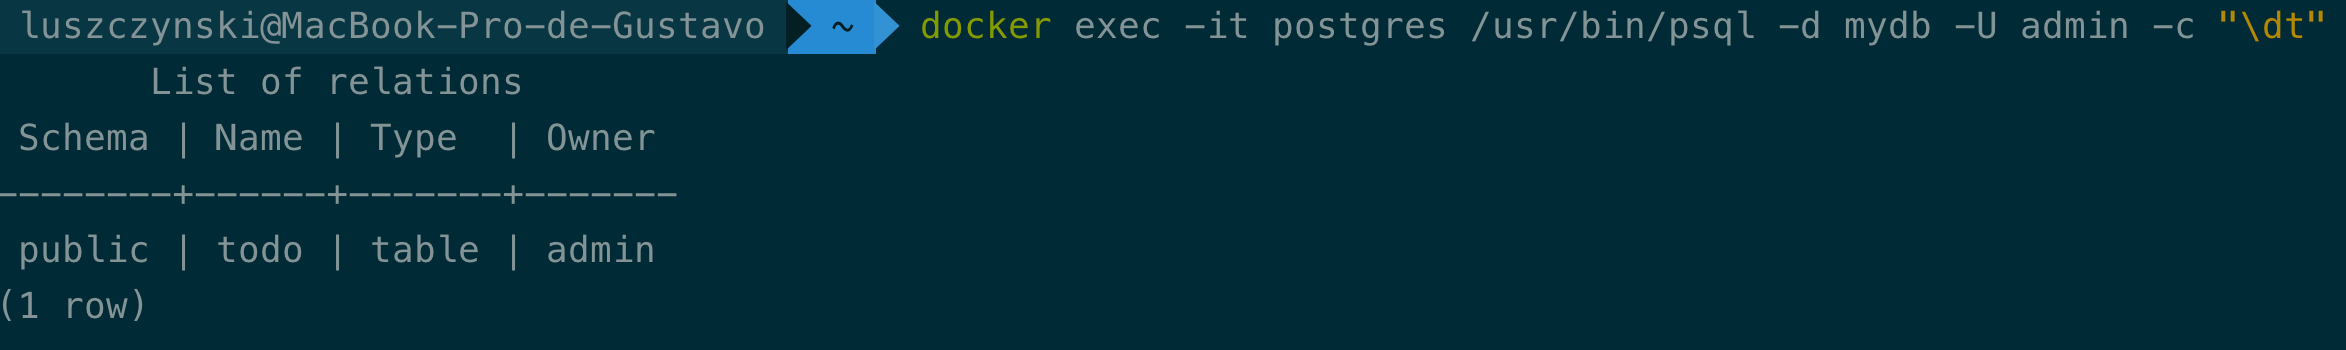 luszczynski@MacBook-Pro-de-Gustavo ~ docker exec -it postgres /usr/bin/psql -d mydb -U admin -c "\dt"
List of relations
Schema | Name | Type  | Owner
--------+------+-------+-------
public | todo | table | admin
(1 row)